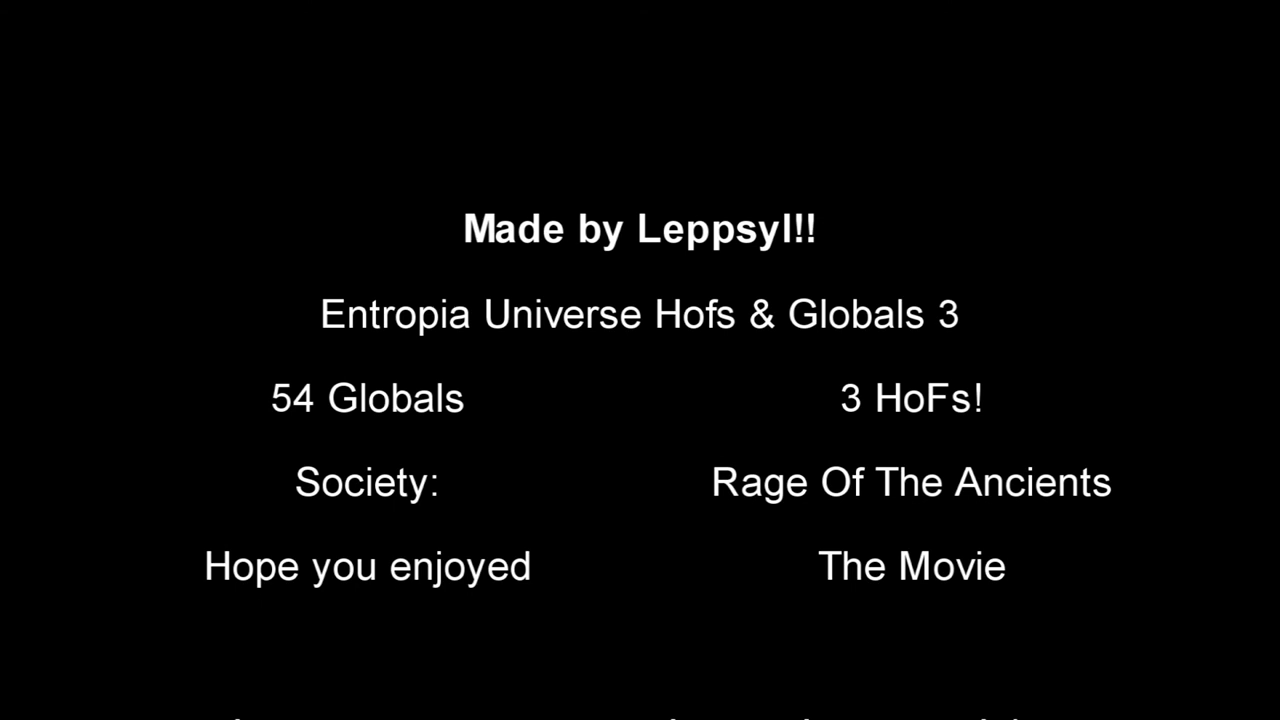 Made by Leppsyl!!
Entropia Universe Hofs & Globals 3
54 Globals 3 HoFs!
Society: Rage Of The Ancients
Hope you enjoyed The Movie